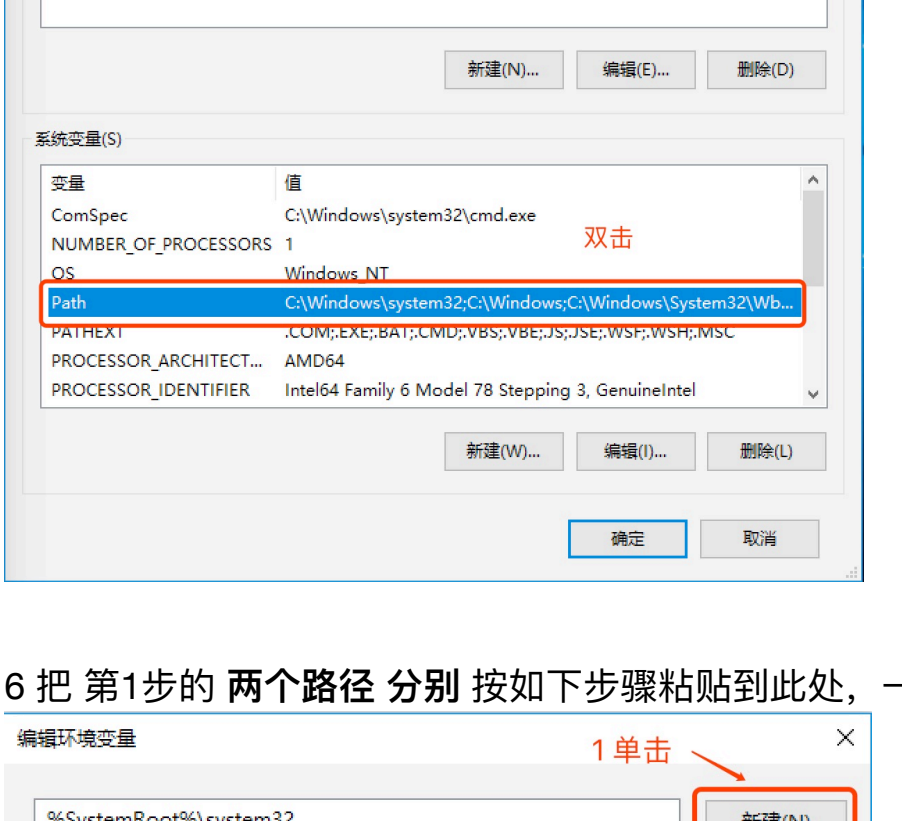 新建(N)...	编辑(E)...	删除(D)
系统变量(S)
变量	值
ComSpec	C:\Windows\system32\cmd.exe
双击
NUMBER_OF_PROCESSORS	1
OS	Windows_NT
Path	C:\Windows\system32;C:\Windows;C:\Windows\System32\Wb...
PATHEXT	.COM;.EXE;.BAT;.CMD;.VBS;.VBE;.JS;.JSE;.WSF;.WSH;.MSC
PROCESSOR_ARCHITECT...	AMD64
PROCESSOR_IDENTIFIER	Intel64 Family 6 Model 78 Stepping 3, GenuineIntel
新建(W)...	编辑(I)...	删除(L)
确定	取消
6 把 第1步的 两个路径 分别 按如下步骤粘贴到此处，
编辑环境变量
1 单击
%SystemRoot%\system32	新建(N)